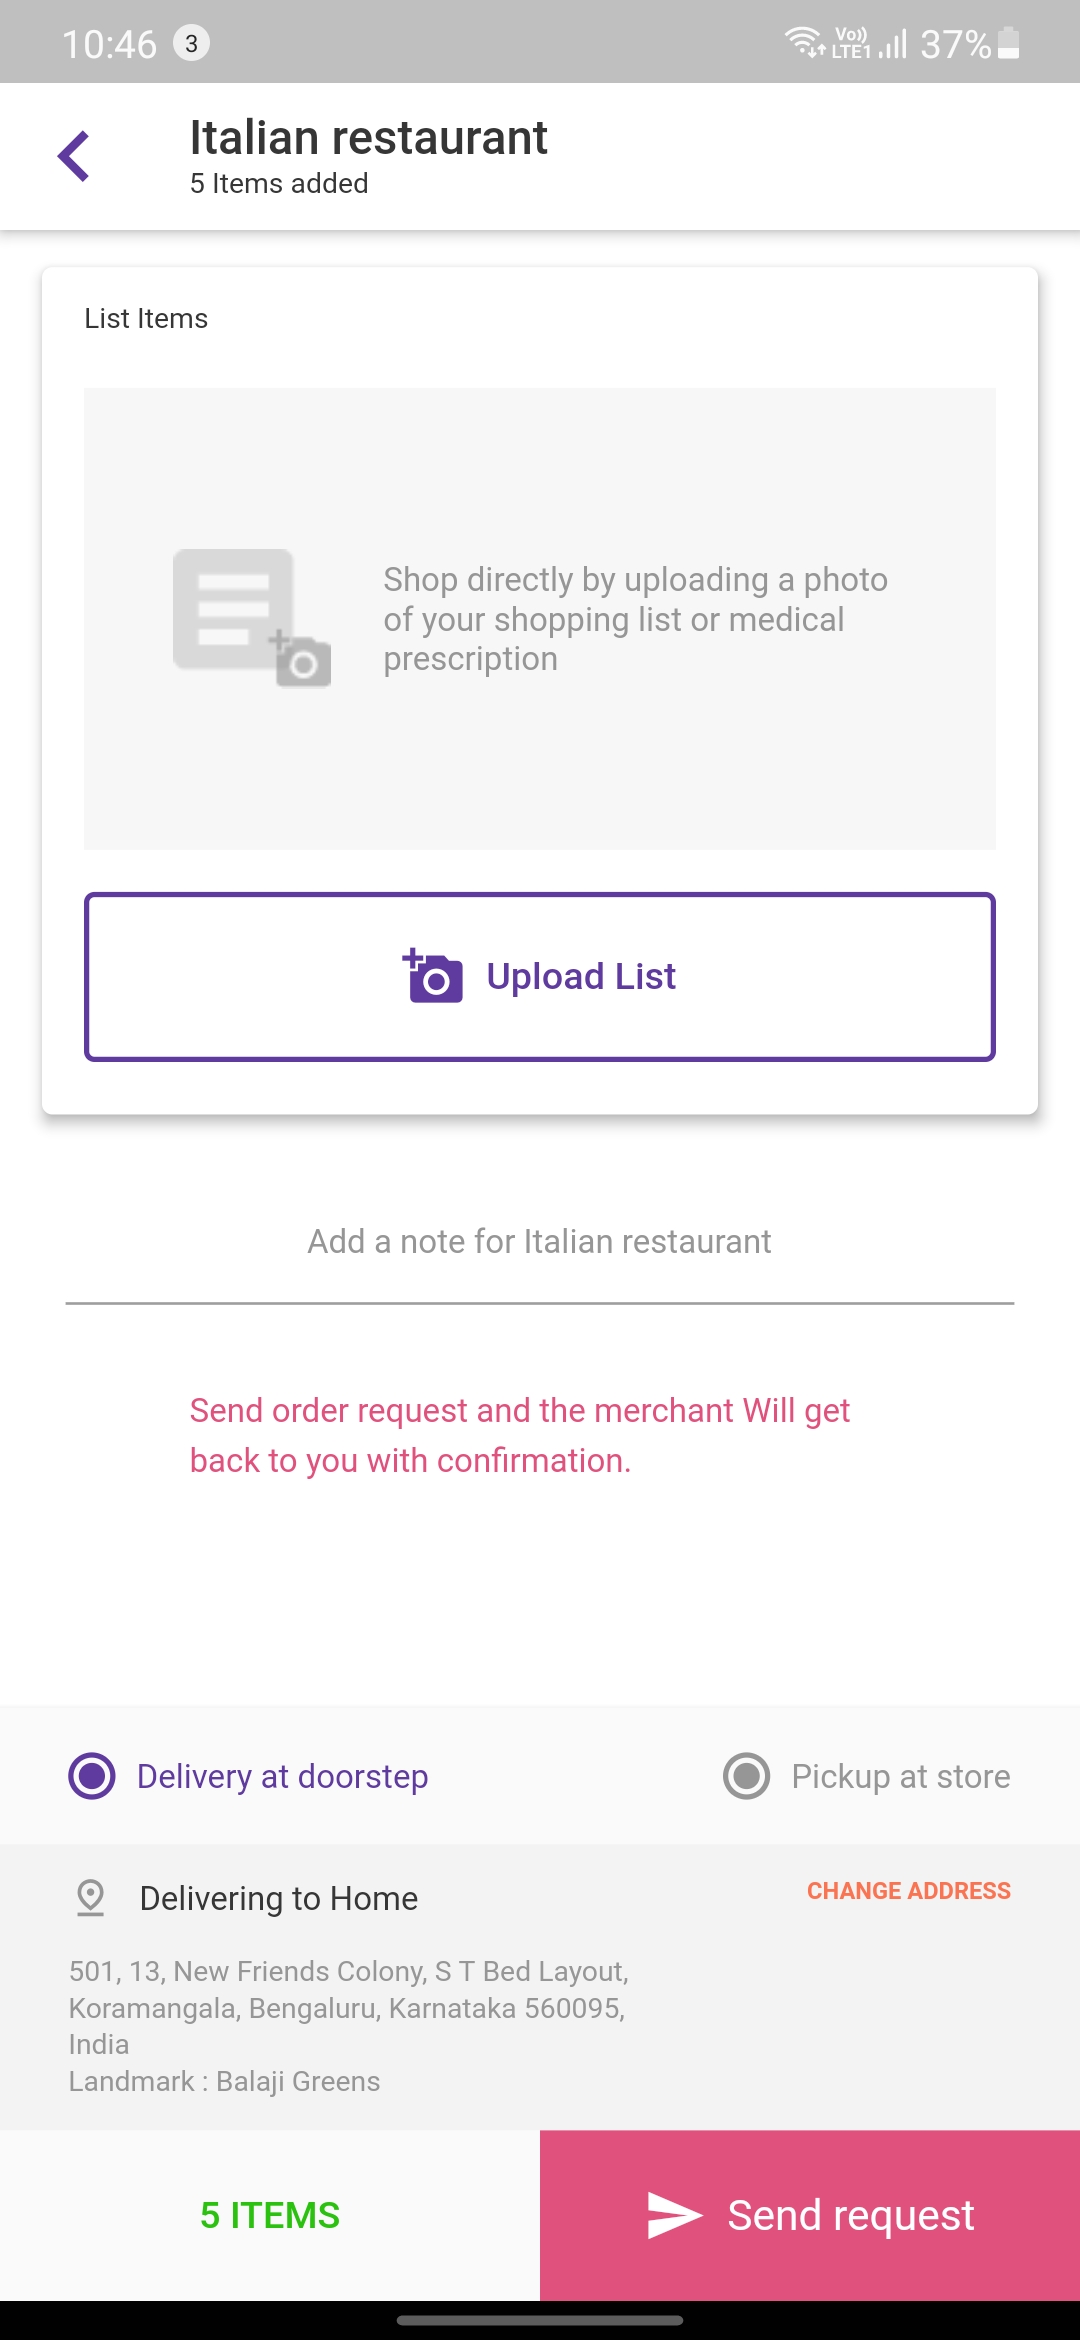 10:46 3 Vo)) LTE1 37%
Italian restaurant
5 Items added
List Items
Shop directly by uploading a photo
of your shopping list or medical
prescription
Upload List
Add a note for Italian restaurant
Send order request and the merchant Will get
back to you with confirmation.
Delivery at doorstep Pickup at store
Delivering to Home CHANGE ADDRESS
501, 13, New Friends Colony, S T Bed Layout,
Koramangala, Bengaluru, Karnataka 560095,
India
Landmark : Balaji Greens
5 ITEMS Send request